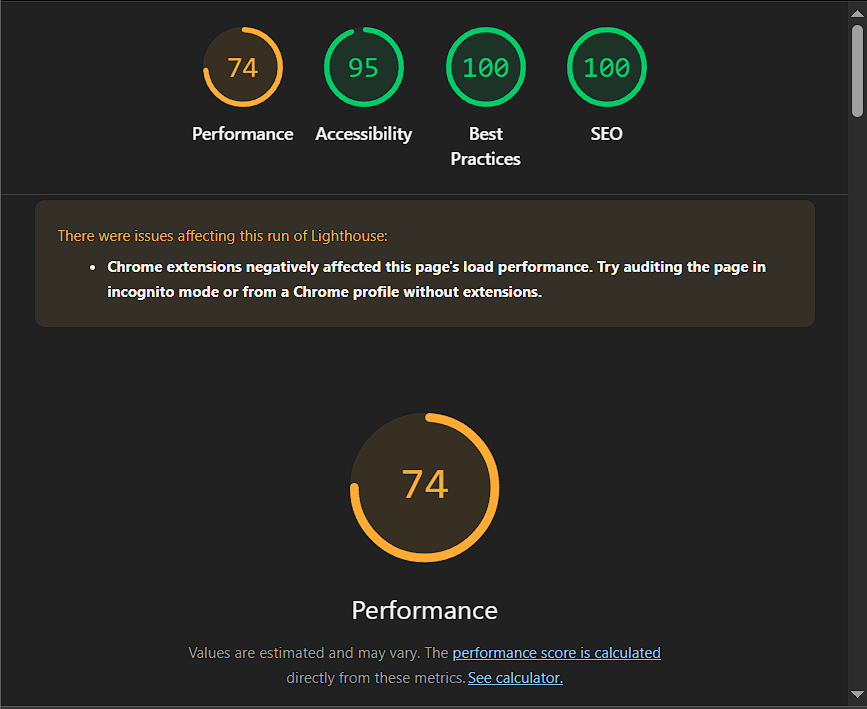 74
95
100
100
Performance
Accessibility
Best
Practices
SEO
There were issues affecting this run of Lighthouse:
• Chrome extensions negatively affected this page's load performance. Try auditing the page in
incognito mode or from a Chrome profile without extensions.
74
Performance
Values are estimated and may vary. The performance score is calculated
directly from these metrics. See calculator.